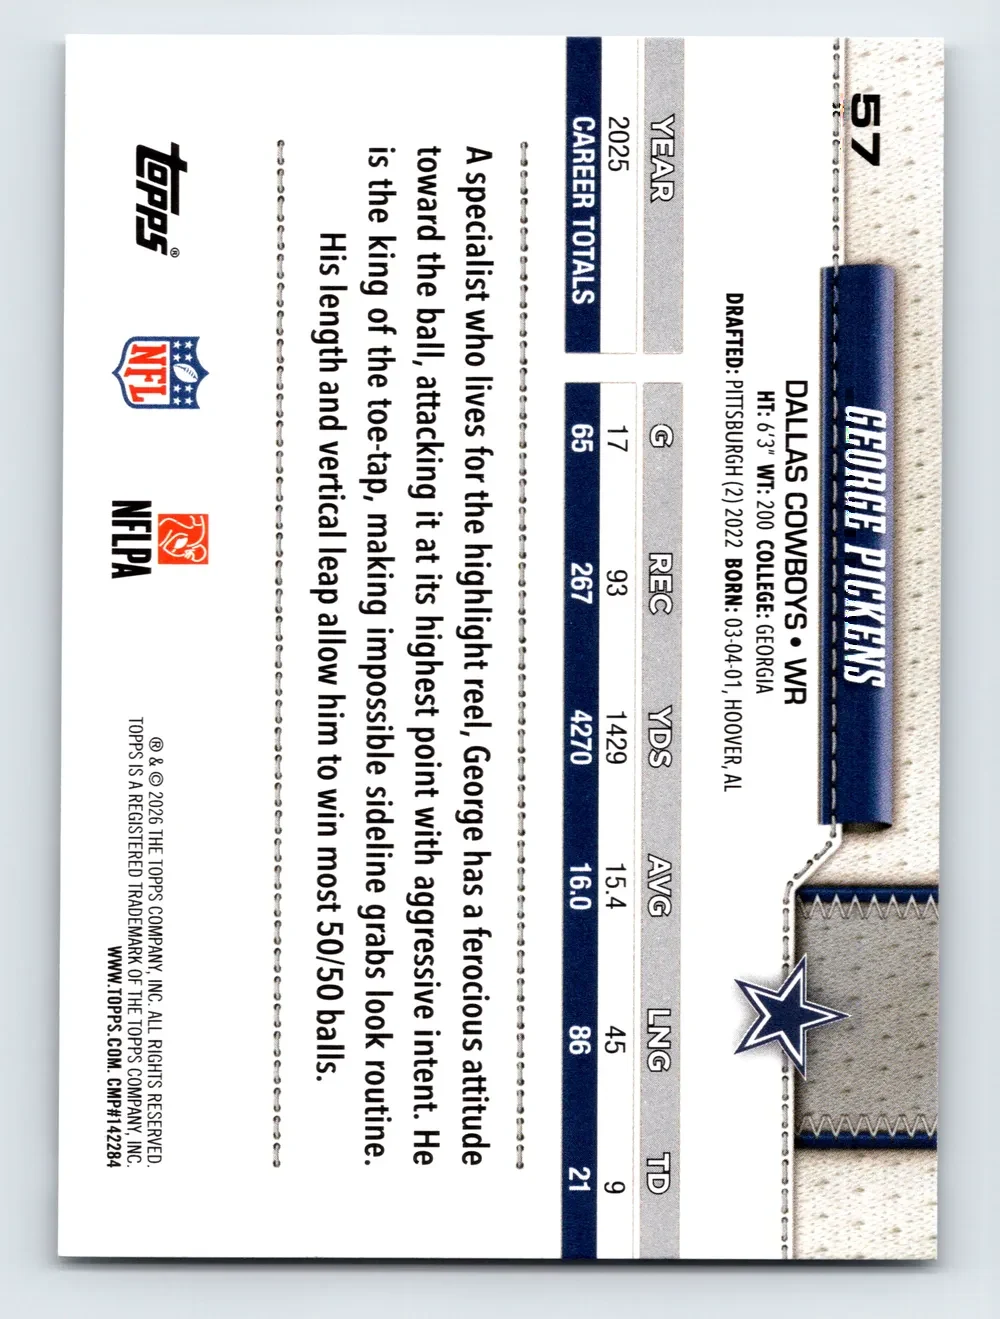 57
GEORGE PICKENS
DALLAS COWBOYS • WR
HT: 6'3" WT: 200 COLLEGE: GEORGIA
DRAFTED: PITTSBURGH (2) 2022 BORN: 03-04-01, HOOVER, AL
YEAR G REC YDS AVG LNG TD
2025 17 93 1429 15.4 45 9
CAREER TOTALS 65 267 4270 16.0 86 21
A specialist who lives for the highlight reel, George has a ferocious attitude
toward the ball, attacking it at its highest point with aggressive intent. He
is the king of the toe-tap, making impossible sideline grabs look routine.
His length and vertical leap allow him to win most 50/50 balls.
topps®
NFL
NFLPA
® & © 2026 THE TOPPS COMPANY, INC. ALL RIGHTS RESERVED.
TOPPS IS A REGISTERED TRADEMARK OF THE TOPPS COMPANY, INC.
WWW.TOPPS.COM. CMP#142284